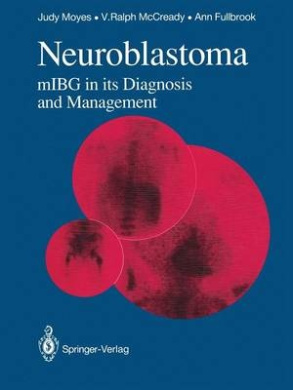 Judy Moyes • V. Ralph McCready • Ann Fullbrook
Neuroblastoma
mIBG in its Diagnosis
and Management
Springer-Verlag